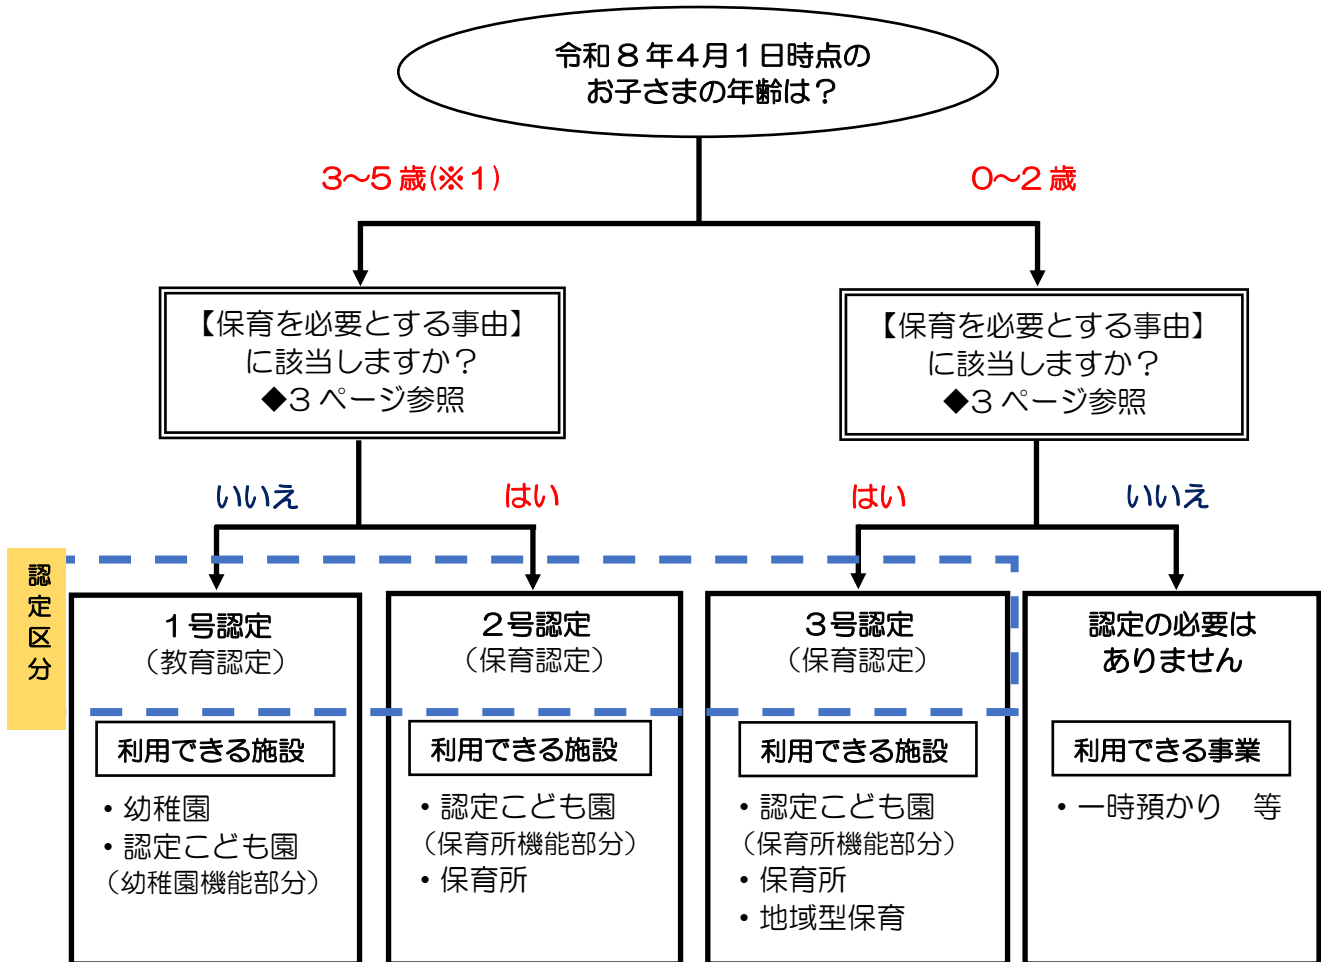 令和８年４月１日時点の
お子さまの年齢は？
３～５歳(※１)
０～２歳
【保育を必要とする事由】
に該当しますか？
◆３ページ参照
【保育を必要とする事由】
に該当しますか？
◆３ページ参照
いいえ
はい
はい
いいえ
認定区分
１号認定
（教育認定）
利用できる施設
・幼稚園
・認定こども園
（幼稚園機能部分）
２号認定
（保育認定）
利用できる施設
・認定こども園
（保育所機能部分）
・保育所
３号認定
（保育認定）
利用できる施設
・認定こども園
（保育所機能部分）
・保育所
・地域型保育
認定の必要は
ありません
利用できる事業
・一時預かり　等